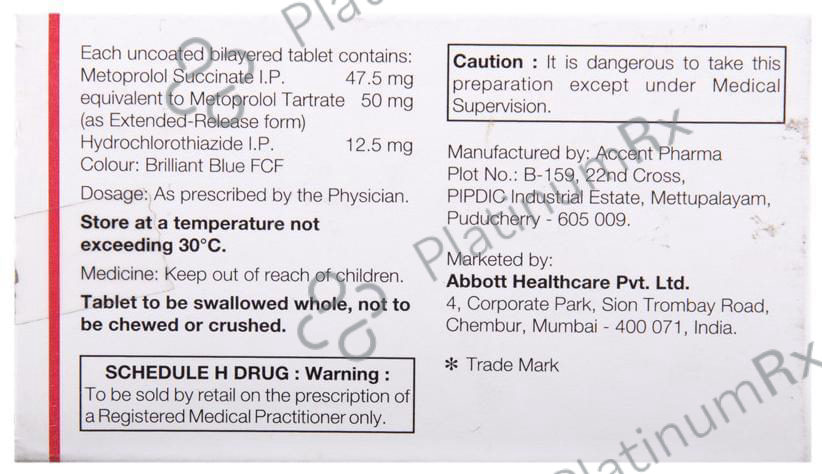 Each uncoated bilayered tablet contains:
Metoprolol Succinate I.P. 47.5 mg
equivalent to Metoprolol Tartrate 50 mg
(as Extended-Release form)
Hydrochlorothiazide I.P. 12.5 mg
Colour: Brilliant Blue FCF
Dosage: As prescribed by the Physician.
Store at a temperature not
exceeding 30°C.
Medicine: Keep out of reach of children.
Tablet to be swallowed whole, not to
be chewed or crushed.
SCHEDULE H DRUG : Warning :
To be sold by retail on the prescription of
a Registered Medical Practitioner only.
Caution : It is dangerous to take this
preparation except under Medical
Supervision.
Manufactured by: Accent Pharma
Plot No.: B-159, 22nd Cross,
PIPDIC Industrial Estate, Mettupalayam,
Puducherry - 605 009.
Marketed by:
Abbott Healthcare Pvt. Ltd.
4, Corporate Park, Sion Trombay Road,
Chembur, Mumbai - 400 071, India.
* Trade Mark
PlatinumRx
PlatinumRx